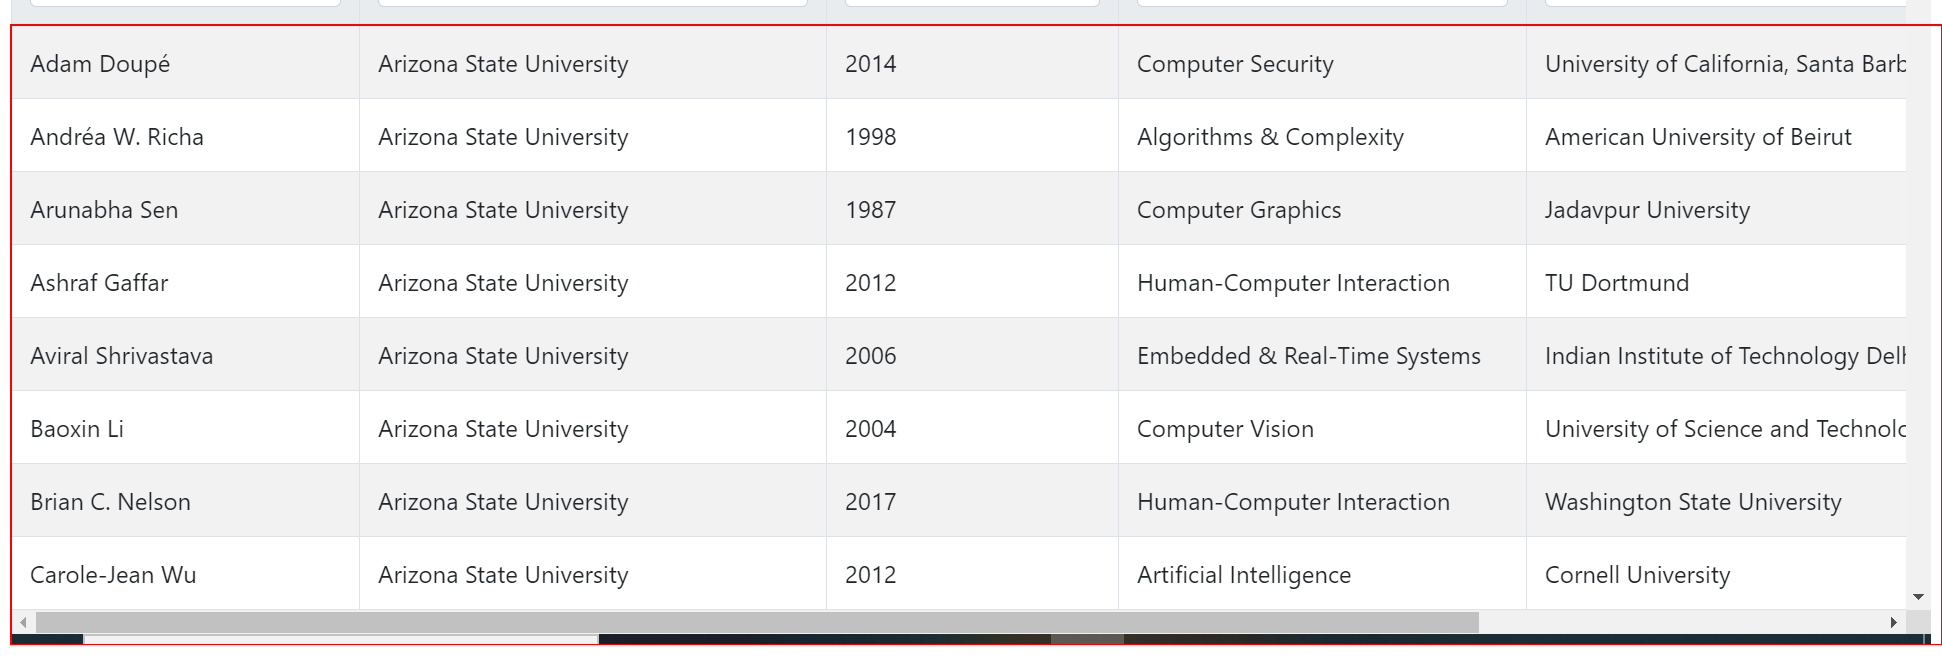 Adam Doupé Arizona State University 2014 Computer Security University of California, Santa Barb
Andréa W. Richa Arizona State University 1998 Algorithms & Complexity American University of Beirut
Arunabha Sen Arizona State University 1987 Computer Graphics Jadavpur University
Ashraf Gaffar Arizona State University 2012 Human-Computer Interaction TU Dortmund
Aviral Shrivastava Arizona State University 2006 Embedded & Real-Time Systems Indian Institute of Technology Delh
Baoxin Li Arizona State University 2004 Computer Vision University of Science and Technolo
Brian C. Nelson Arizona State University 2017 Human-Computer Interaction Washington State University
Carole-Jean Wu Arizona State University 2012 Artificial Intelligence Cornell University